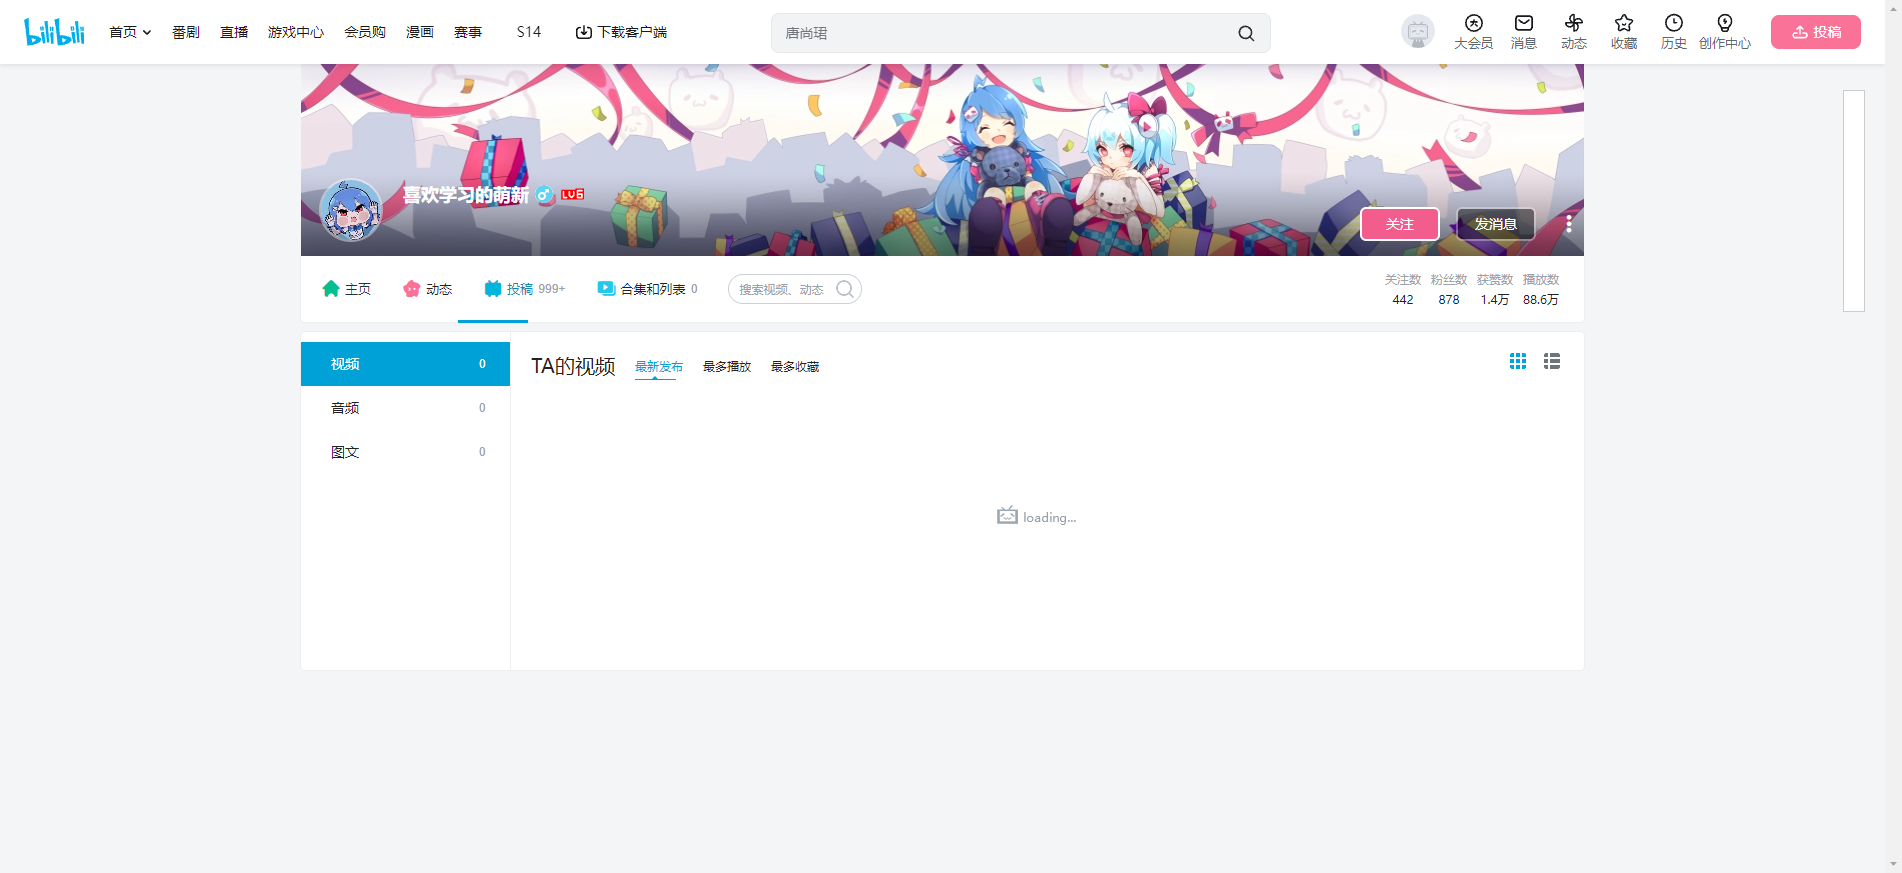 bilibili 首页 番剧 直播 游戏中心 会员购 漫画 赛事 S14 下载客户端 唐尚珺 大会员 消息 动态 收藏 历史 创作中心 投稿
喜欢学习的萌新 LV6
关注 发消息
主页 动态 投稿 999+ 合集和列表 0 搜索视频、动态
关注数 粉丝数 获赞数 播放数
442 878 1.4万 88.6万
视频 0
音频 0
图文 0
TA的视频 最新发布 最多播放 最多收藏
loading...